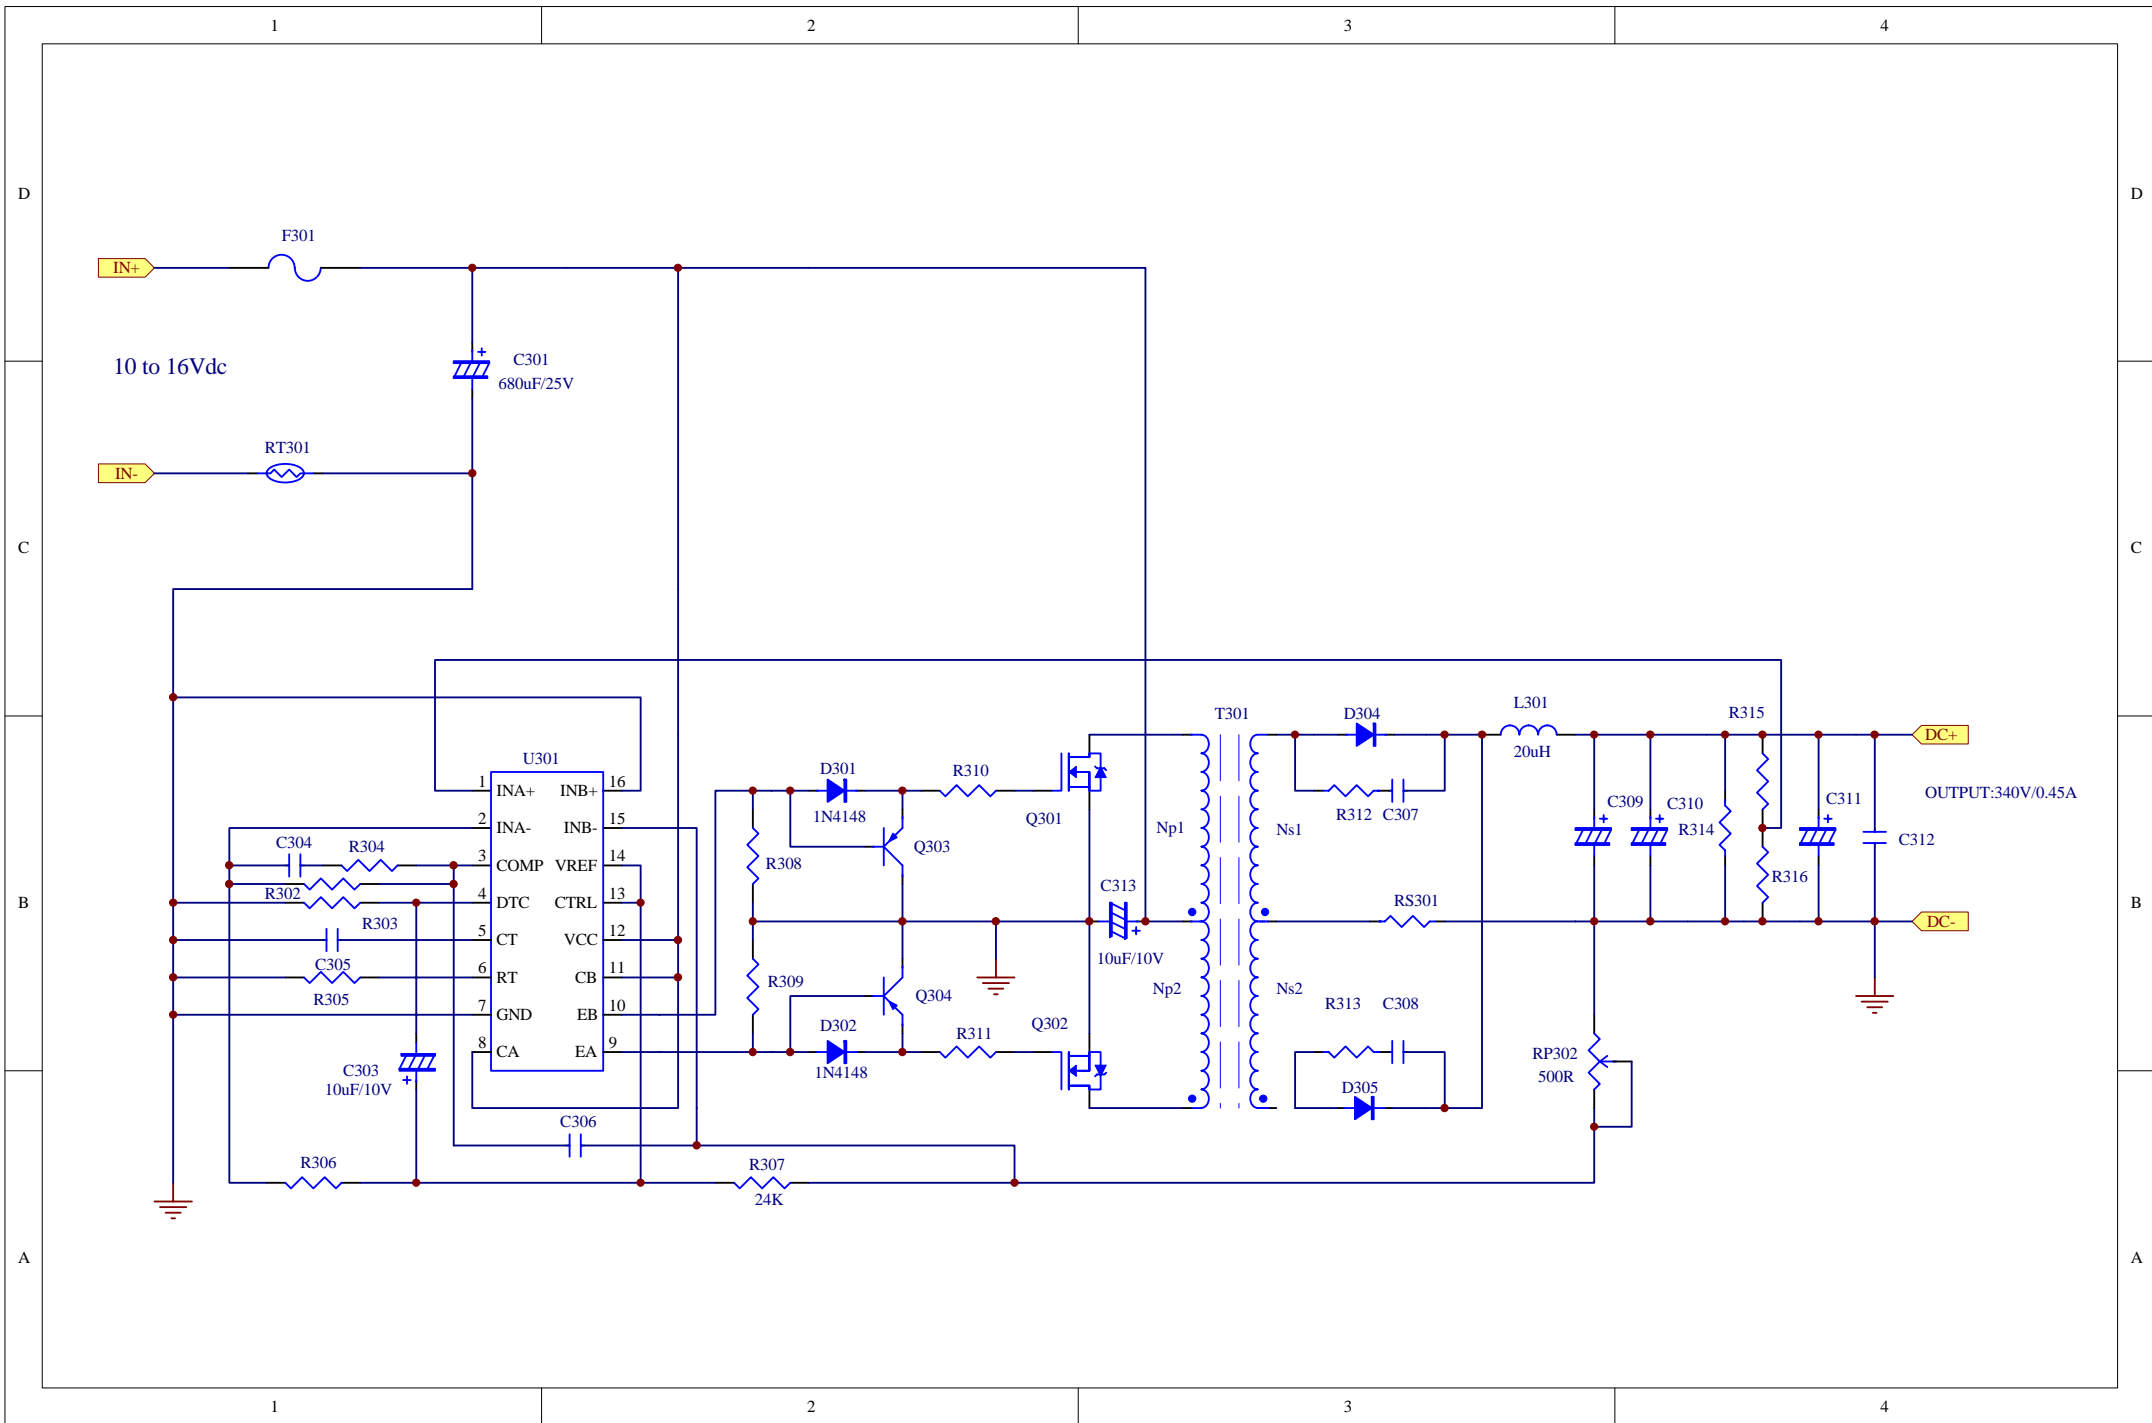 1 2 3 4
D D
F301
IN+
10 to 16Vdc
C301
680uF/25V
RT301
IN-
C C
L301
T301 D304 R315
DC+
20uH
U301
D301 R310
1 INA+ INB+ 16
1N4148
R312 C307
C309 C310 C311 OUTPUT:340V/0.45A
Q301
2 INA- INB- 15
Np1 Ns1
R314
C304 R304
Q303
C312
3 COMP VREF 14
R308
R316
C313
R302
4 DTC CTRL 13
RS301
B B
R303
DC-
5 CT VCC 12
10uF/10V
C305
6 RT CB 11
R309
Np2 Ns2
R305
Q304
R313 C308
7 GND EB 10
D302 R311 Q302
8 CA EA 9
1N4148
C303
10uF/10V
RP302
500R
D305
C306
R306 R307
24K
A A
1 2 3 4